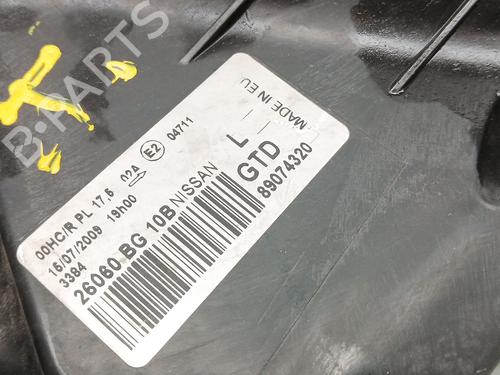 B-PARTS
00HC/R PL 17,5 02A E2 04711
15/07/2009 19h00
3384
26060 BG 10B NISSAN
L
GTD
89074320
MADE IN EU